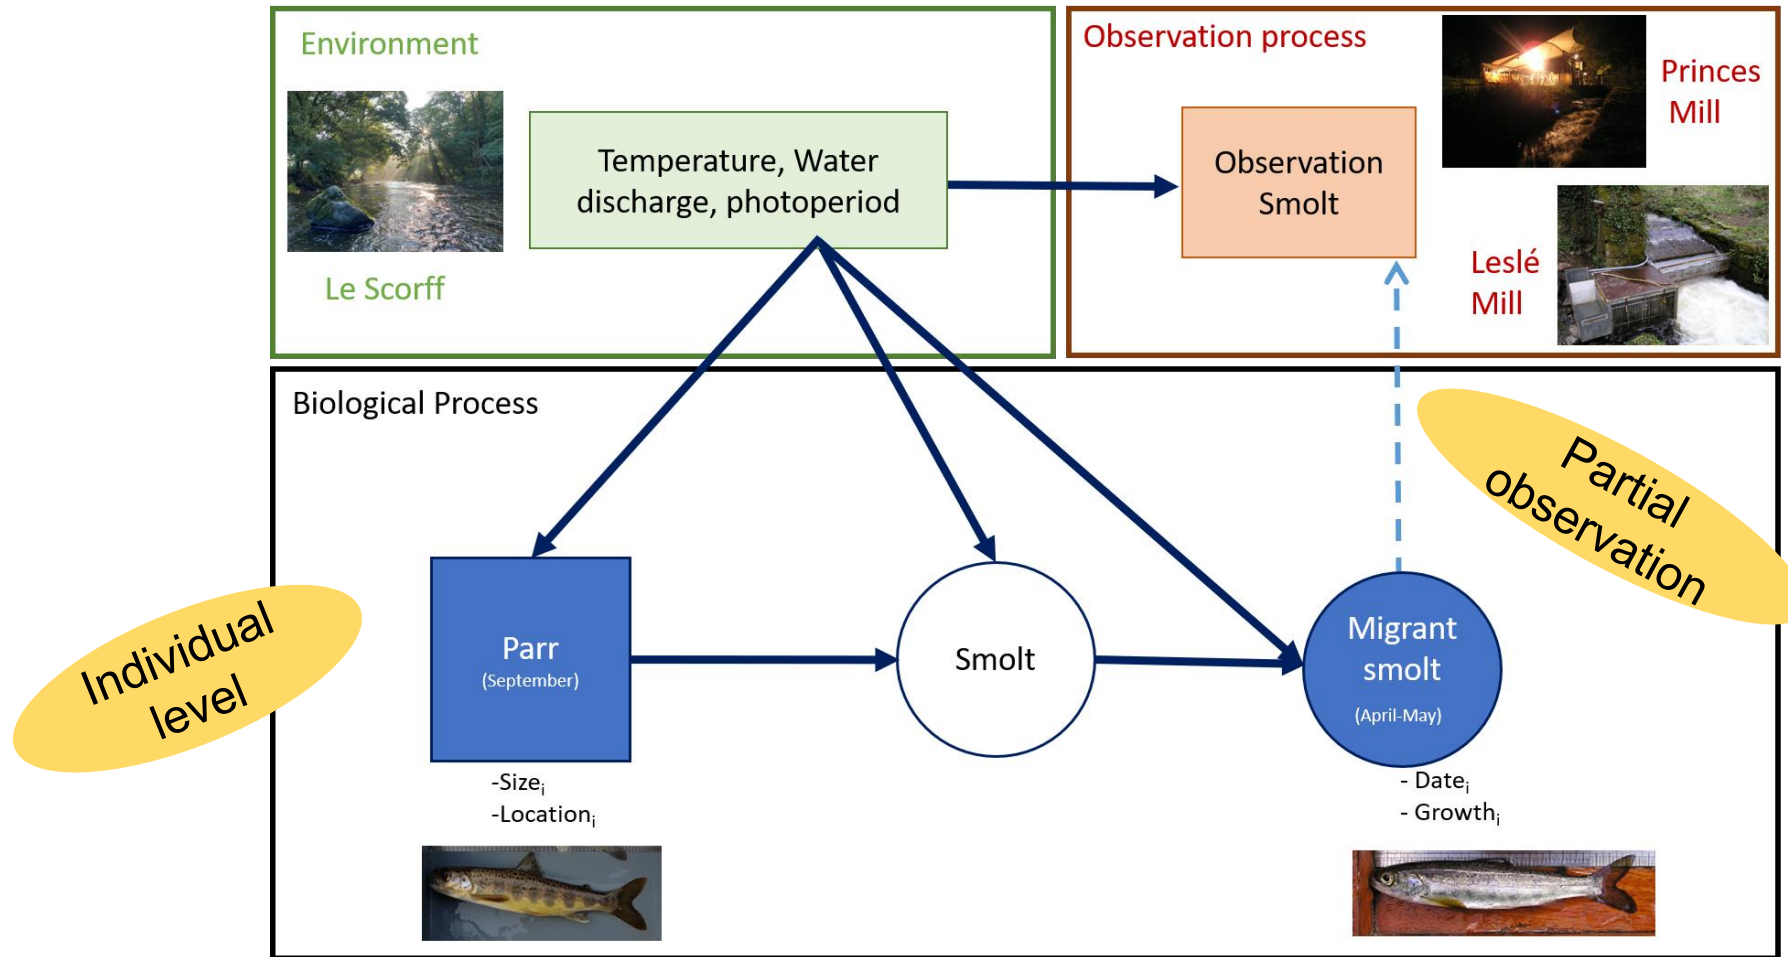 Environment
Temperature, Water
discharge, photoperiod
Le Scorff
Observation process
Observation
Smolt
Princes
Mill
Leslé
Mill
Biological Process
Partial
observation
Individual
level
Parr
(September)
-Sizei
-Locationi
Smolt
Migrant
smolt
(April-May)
- Datei
- Growthi